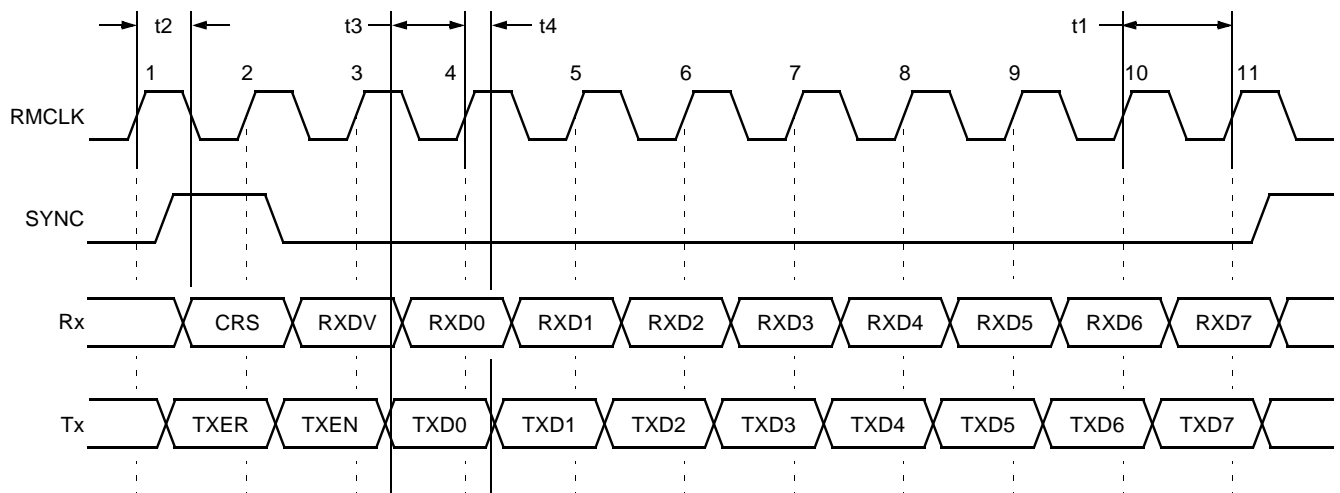 t2 t3 t4 t1
1 2 3 4 5 6 7 8 9 10 11
RMCLK
SYNC
Rx CRS RXDV RXD0 RXD1 RXD2 RXD3 RXD4 RXD5 RXD6 RXD7
Tx TXER TXEN TXD0 TXD1 TXD2 TXD3 TXD4 TXD5 TXD6 TXD7